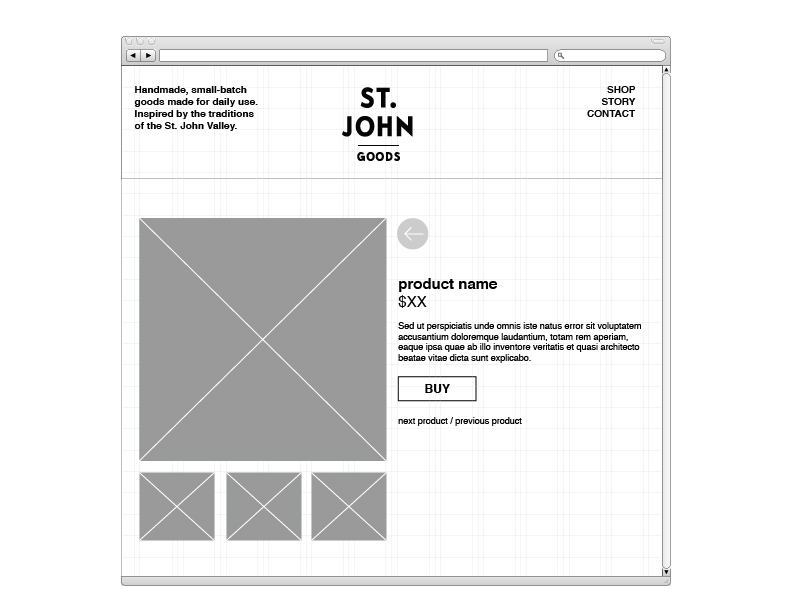 Handmade, small-batch
goods made for daily use.
Inspired by the traditions
of the St. John Valley.
ST.
JOHN
GOODS
SHOP
STORY
CONTACT
product name
$XX
Sed ut perspiciatis unde omnis iste natus error sit voluptatem
accusantium doloremque laudantium, totam rem aperiam,
eaque ipsa quae ab illo inventore veritatis et quasi architecto
beatae vitae dicta sunt explicabo.
BUY
next product / previous product